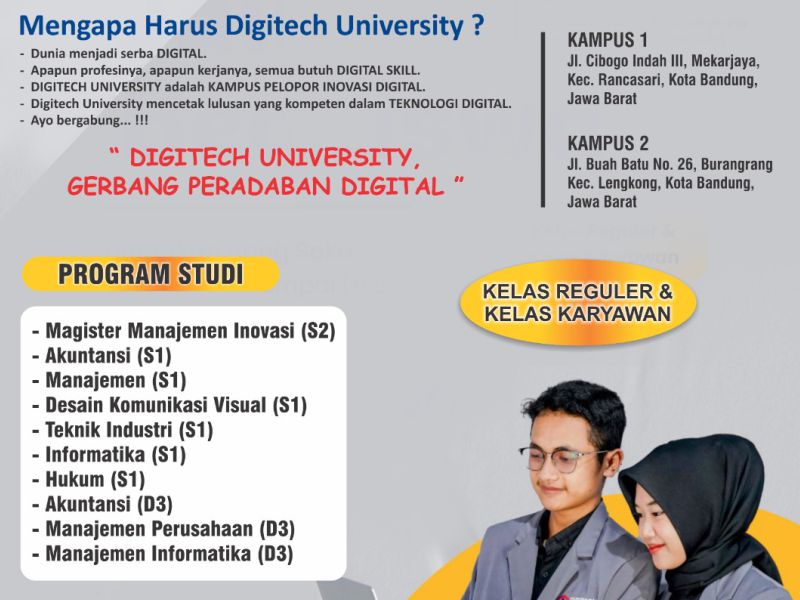 Mengapa Harus Digitech University ?
- Dunia menjadi serba DIGITAL.
- Apapun profesinya, apapun kerjanya, semua butuh DIGITAL SKILL.
- DIGITECH UNIVERSITY adalah KAMPUS PELOPOR INOVASI DIGITAL.
- Digitech University mencetak lulusan yang kompeten dalam TEKNOLOGI DIGITAL.
- Ayo bergabung... !!!
“ DIGITECH UNIVERSITY,
GERBANG PERADABAN DIGITAL ”
KAMPUS 1
Jl. Cibogo Indah III, Mekarjaya,
Kec. Rancasari, Kota Bandung,
Jawa Barat
KAMPUS 2
Jl. Buah Batu No. 26, Burangrang
Kec. Lengkong, Kota Bandung,
Jawa Barat
PROGRAM STUDI
- Magister Manajemen Inovasi (S2)
- Akuntansi (S1)
- Manajemen (S1)
- Desain Komunikasi Visual (S1)
- Teknik Industri (S1)
- Informatika (S1)
- Hukum (S1)
- Akuntansi (D3)
- Manajemen Perusahaan (D3)
- Manajemen Informatika (D3)
KELAS REGULER &
KELAS KARYAWAN